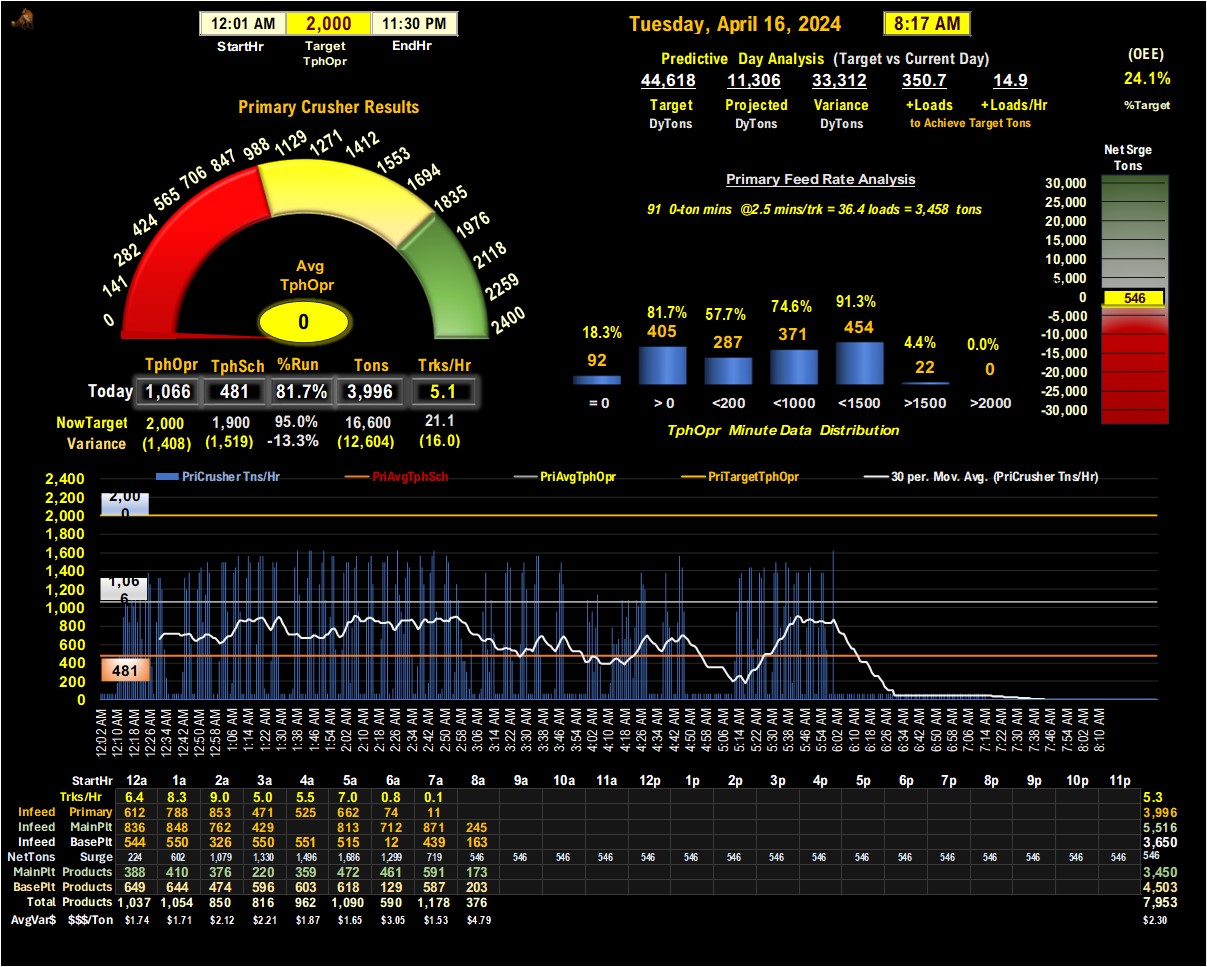 12:01 AM 2,000 11:30 PM
StartHr Target TphOpr EndHr
Tuesday, April 16, 2024 8:17 AM
Predictive Day Analysis (Target vs Current Day)
44,618 11,306 33,312 350.7 14.9
Target Projected Variance +Loads +Loads/Hr
DyTons DyTons DyTons to Achieve Target Tons
(OEE)
24.1%
%Target
Primary Crusher Results
0 141 282 424 565 706 847 988 1129 1271 1412 1553 1694 1835 1976 2118 2259 2400
Avg
TphOpr
0
TphOpr TphSch %Run Tons Trks/Hr
Today 1,066 481 81.7% 3,996 5.1
NowTarget 2,000 1,900 95.0% 16,600 21.1
Variance (1,408) (1,519) -13.3% (12,604) (16.0)
Primary Feed Rate Analysis
91 0-ton mins @2.5 mins/trk = 36.4 loads = 3,458 tons
18.3% 81.7% 57.7% 74.6% 91.3% 4.4% 0.0%
92 405 287 371 454 22 0
= 0 > 0 <200 <1000 <1500 >1500 >2000
TphOpr Minute Data Distribution
Net Srge
Tons
30,000
25,000
20,000
15,000
10,000
5,000
0 546
-5,000
-10,000
-15,000
-20,000
-25,000
-30,000
PriCrusher Tns/Hr PriAvgTphSch PriAvgTphOpr PriTargetTphOpr 30 per. Mov. Avg. (PriCrusher Tns/Hr)
2,400
2,200
2,000
1,800
1,600
1,400
1,200
1,000
800
600
400
200
0
2,00
0
1,06
6
481
12:02 AM 12:10 AM 12:18 AM 12:26 AM 12:34 AM 12:42 AM 12:50 AM 12:58 AM 1:06 AM 1:14 AM 1:22 AM 1:30 AM 1:38 AM 1:46 AM 1:54 AM 2:02 AM 2:10 AM 2:18 AM 2:26 AM 2:34 AM 2:42 AM 2:50 AM 2:58 AM 3:06 AM 3:14 AM 3:22 AM 3:30 AM 3:38 AM 3:46 AM 3:54 AM 4:02 AM 4:10 AM 4:18 AM 4:26 AM 4:34 AM 4:42 AM 4:50 AM 4:58 AM 5:06 AM 5:14 AM 5:22 AM 5:30 AM 5:38 AM 5:46 AM 5:54 AM 6:02 AM 6:10 AM 6:18 AM 6:26 AM 6:34 AM 6:42 AM 6:50 AM 6:58 AM 7:06 AM 7:14 AM 7:22 AM 7:30 AM 7:38 AM 7:46 AM 7:54 AM 8:02 AM 8:10 AM
StartHr 12a 1a 2a 3a 4a 5a 6a 7a 8a 9a 10a 11a 12p 1p 2p 3p 4p 5p 6p 7p 8p 9p 10p 11p
Trks/Hr 6.4 8.3 9.0 5.0 5.5 7.0 0.8 0.1 5.3
Infeed Primary 612 788 853 471 525 662 74 11 3,996
Infeed MainPlt 836 848 762 429 813 712 871 245 5,516
Infeed BasePlt 544 550 326 550 551 515 12 439 163 3,650
NetTons Surge 224 602 1,079 1,330 1,496 1,686 1,299 719 546 546 546 546 546 546 546 546 546 546 546 546 546 546 546 546 546
MainPlt Products 388 410 376 220 359 472 461 591 173 3,450
BasePlt Products 649 644 474 596 603 618 129 587 203 4,503
Total Products 1,037 1,054 850 816 962 1,090 590 1,178 376 7,953
AvgVar$ $$$/Ton $1.74 $1.71 $2.12 $2.21 $1.87 $1.65 $3.05 $1.53 $4.79 $2.30